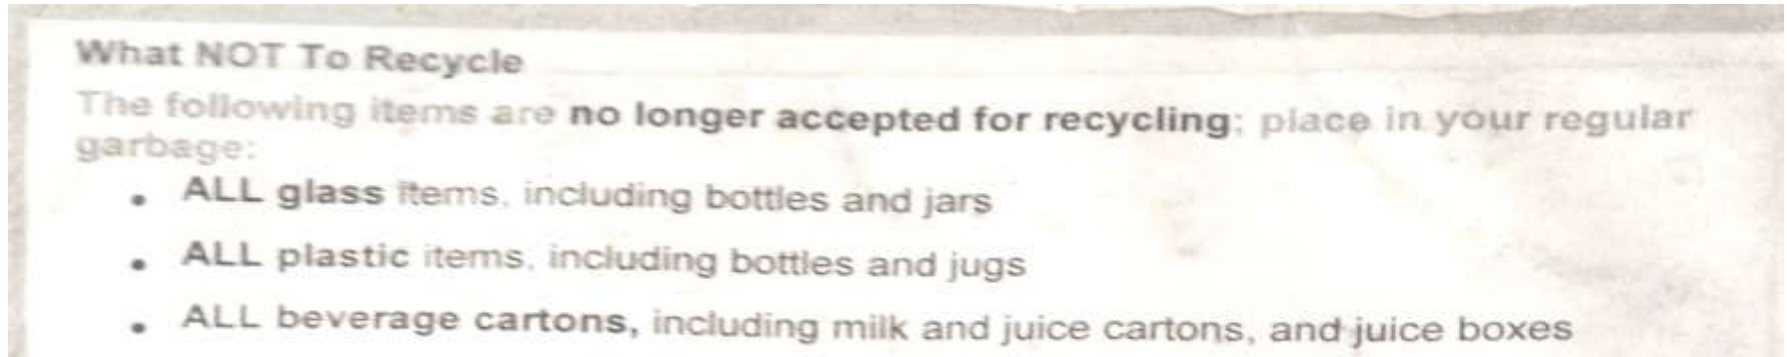 What NOT To Recycle
The following items are no longer accepted for recycling; place in your regular
garbage:
• ALL glass items, including bottles and jars
• ALL plastic items, including bottles and jugs
• ALL beverage cartons, including milk and juice cartons, and juice boxes